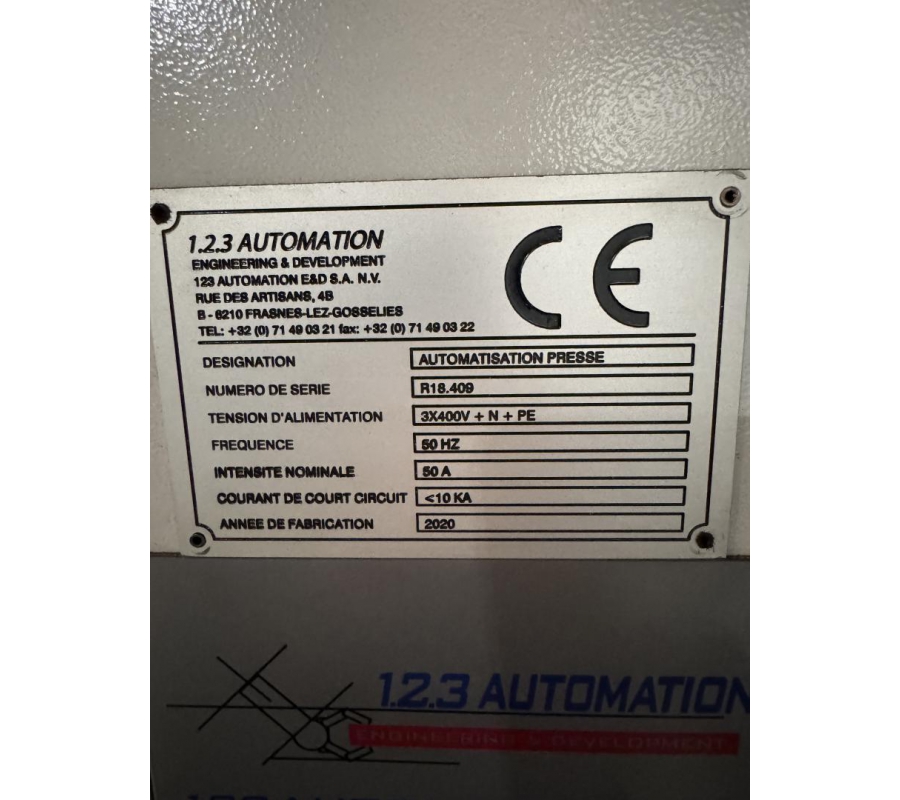 1.2.3 AUTOMATION
ENGINEERING & DEVELOPMENT
123 AUTOMATION E&D S.A. N.V.
RUE DES ARTISANS, 4B
B - 6210 FRASNES-LEZ-GOSSELIES
TEL: +32 (0) 71 49 03 21 fax: +32 (0) 71 49 03 22
CE
DESIGNATION AUTOMATISATION PRESSE
NUMERO DE SERIE R18.409
TENSION D'ALIMENTATION 3X400V + N + PE
FREQUENCE 50 HZ
INTENSITE NOMINALE 50 A
COURANT DE COURT CIRCUIT <10 KA
ANNEE DE FABRICATION 2020
1.2.3 AUTOMATION
ENGINEERING & DEVELOPMENT